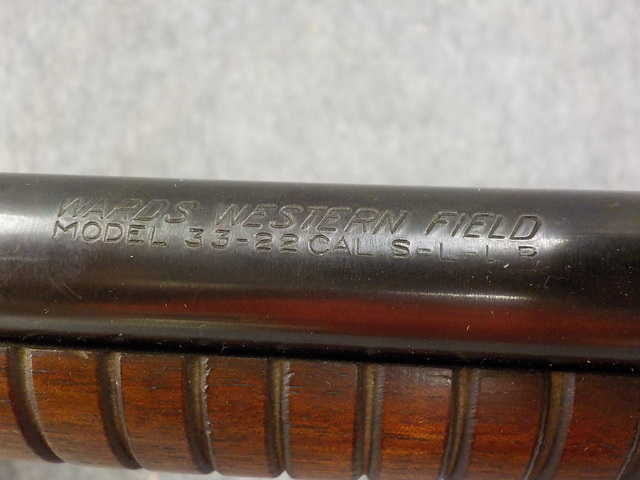 WARDS WESTERN FIELD
MODEL 33-22 CAL S-L-L R